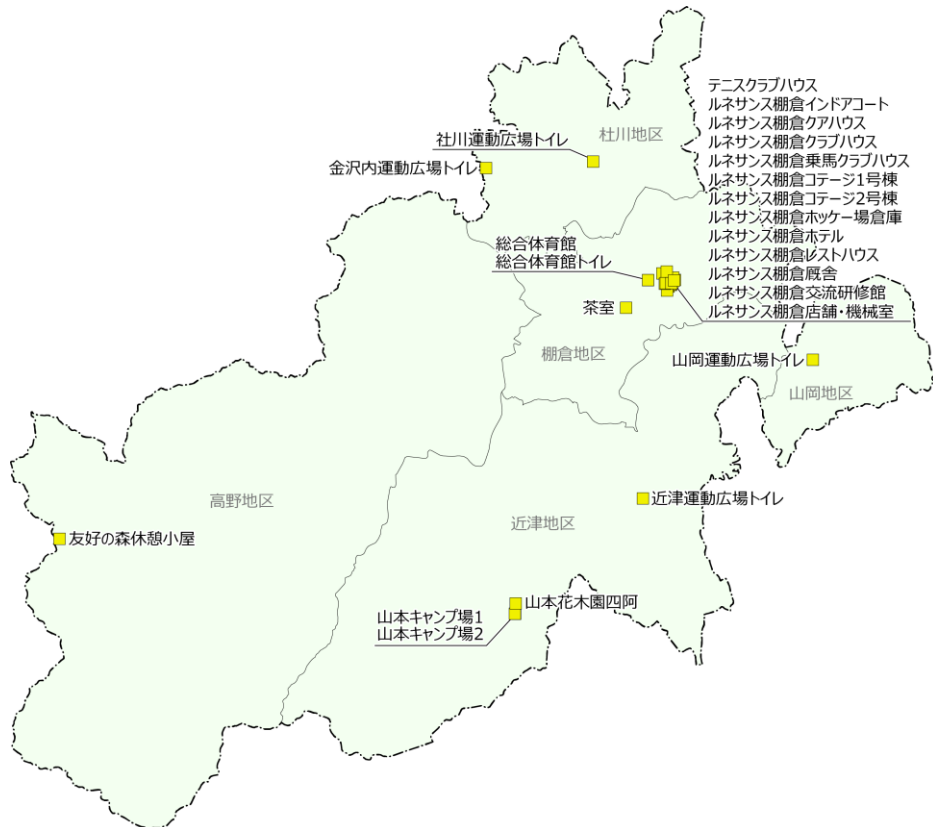 テニスクラブハウス
ルネサンス棚倉インドアコート
ルネサンス棚倉クアハウス
ルネサンス棚倉クラブハウス
ルネサンス棚倉乗馬クラブハウス
ルネサンス棚倉コテージ1号棟
ルネサンス棚倉コテージ2号棟
ルネサンス棚倉ホッケー場倉庫
ルネサンス棚倉ホテル
ルネサンス棚倉レストハウス
ルネサンス棚倉厩舎
ルネサンス棚倉交流研修館
ルネサンス棚倉店舗・機械室
社川地区
社川運動広場トイレ
金沢内運動広場トイレ
総合体育館
総合体育館トイレ
茶室
棚倉地区
山岡運動広場トイレ
山岡地区
高野地区
近津運動広場トイレ
近津地区
友好の森休憩小屋
山本花木園四阿
山本キャンプ場1
山本キャンプ場2